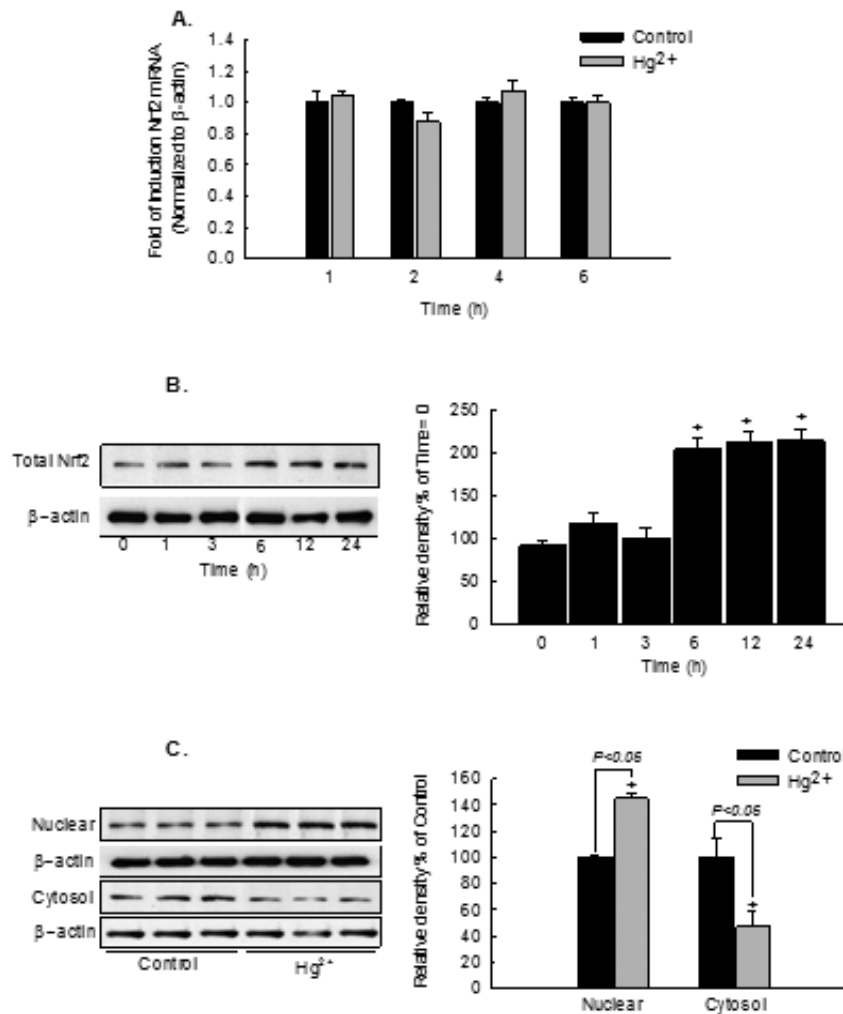 A.
Control
Hg2+
Fold of Induction Nrf2 mRNA
(Normalized to β-actin)
1.4
1.2
1.0
0.8
0.6
0.4
0.2
0.0
1 2 4 6
Time (h)
B.
Total Nrf2
β-actin
0 1 3 6 12 24
Time (h)
Relative density% of Time=0
250
200
150
100
50
0
+ + +
0 1 3 6 12 24
Time (h)
C.
Nuclear
β-actin
Cytosol
β-actin
Control Hg2+
Control
Hg2+
Relative density% of Control
160
140
120
100
80
60
40
20
0
P<0.05
+
P<0.05
+
Nuclear Cytosol